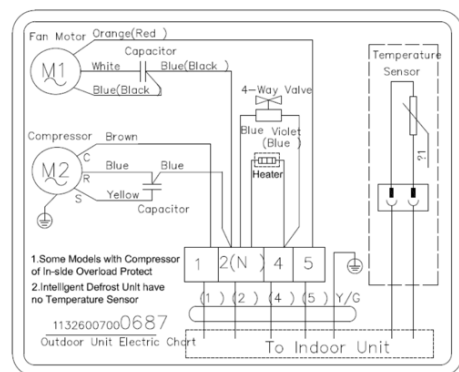 Fan Motor
Orange(Red )
Capacitor
White
Blue(Black )
M1
Blue(Black )
4-Way Valve
Temperature
Sensor
Blue Violet
(Blue )
Compressor
Brown
C
Blue
Blue
M2
R
Yellow
S
Capacitor
Heater
?1
1 2(N ) 4 5
1.Some Models with Compressor
of In-side Overload Protect
2.Intelligent Defrost Unit have
no Temperature Sensor
(1) (2 ) (4 ) (5 ) Y/G
11326007000687
Outdoor Unit Electric Chart
To Indoor Unit